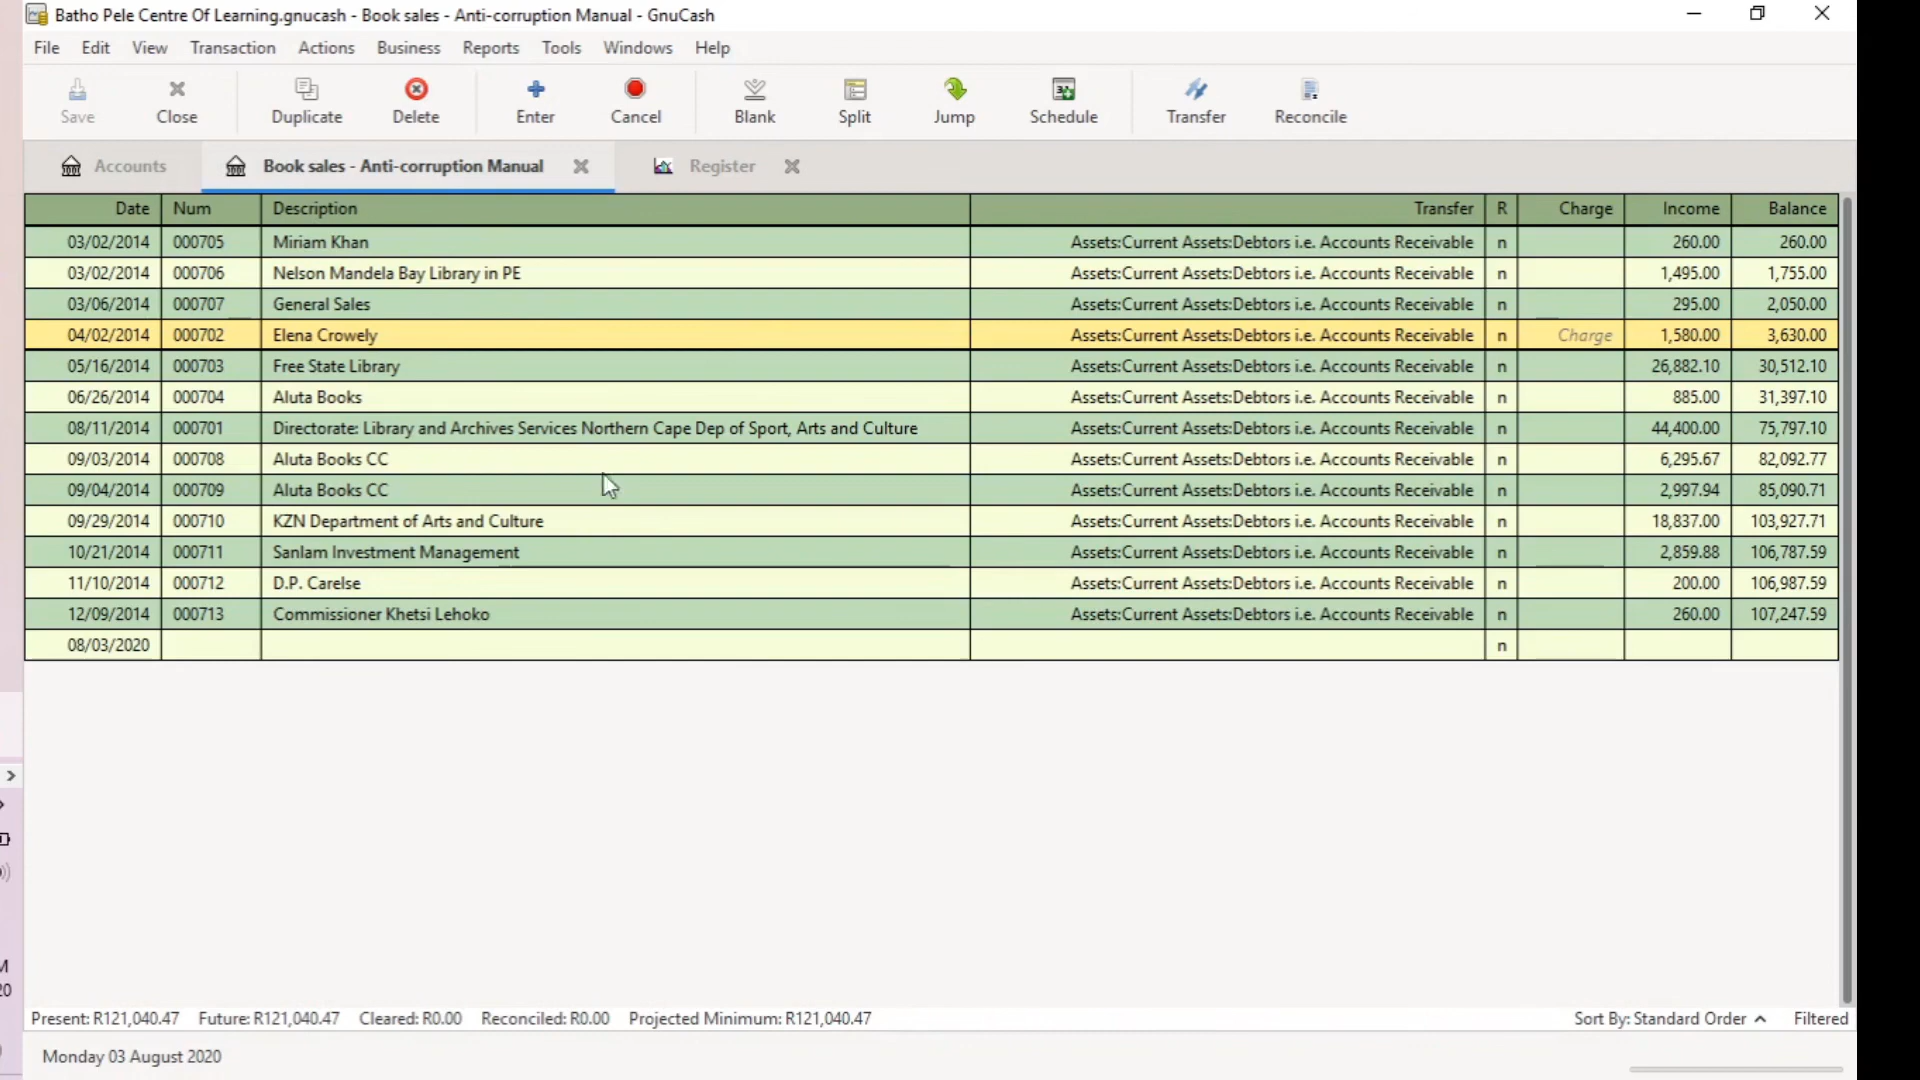 Batho Pele Centre Of Learning.gnucash - Book sales - Anti-corruption Manual - GnuCash
File Edit View Transaction Actions Business Reports Tools Windows Help
Save Close Duplicate Delete Enter Cancel Blank Split Jump Schedule Transfer Reconcile
Accounts Book sales - Anti-corruption Manual Register
Date Num Description Transfer R Charge Income Balance
03/02/2014 000705 Miriam Khan Assets:Current Assets:Debtors i.e. Accounts Receivable n 260.00 260.00
03/02/2014 000706 Nelson Mandela Bay Library in PE Assets:Current Assets:Debtors i.e. Accounts Receivable n 1,495.00 1,755.00
03/06/2014 000707 General Sales Assets:Current Assets:Debtors i.e. Accounts Receivable n 295.00 2,050.00
04/02/2014 000702 Elena Crowely Assets:Current Assets:Debtors i.e. Accounts Receivable n Charge 1,580.00 3,630.00
05/16/2014 000703 Free State Library Assets:Current Assets:Debtors i.e. Accounts Receivable n 26,882.10 30,512.10
06/26/2014 000704 Aluta Books Assets:Current Assets:Debtors i.e. Accounts Receivable n 885.00 31,397.10
08/11/2014 000701 Directorate: Library and Archives Services Northern Cape Dep of Sport, Arts and Culture Assets:Current Assets:Debtors i.e. Accounts Receivable n 44,400.00 75,797.10
09/03/2014 000708 Aluta Books CC Assets:Current Assets:Debtors i.e. Accounts Receivable n 6,295.67 82,092.77
09/04/2014 000709 Aluta Books CC Assets:Current Assets:Debtors i.e. Accounts Receivable n 2,997.94 85,090.71
09/29/2014 000710 KZN Department of Arts and Culture Assets:Current Assets:Debtors i.e. Accounts Receivable n 18,837.00 103,927.71
10/21/2014 000711 Sanlam Investment Management Assets:Current Assets:Debtors i.e. Accounts Receivable n 2,859.88 106,787.59
11/10/2014 000712 D.P. Carelse Assets:Current Assets:Debtors i.e. Accounts Receivable n 200.00 106,987.59
12/09/2014 000713 Commissioner Khetsi Lehoko Assets:Current Assets:Debtors i.e. Accounts Receivable n 260.00 107,247.59
08/03/2020 n
M
20
Present: R121,040.47 Future: R121,040.47 Cleared: R0.00 Reconciled: R0.00 Projected Minimum: R121,040.47 Sort By: Standard Order Filtered
Monday 03 August 2020